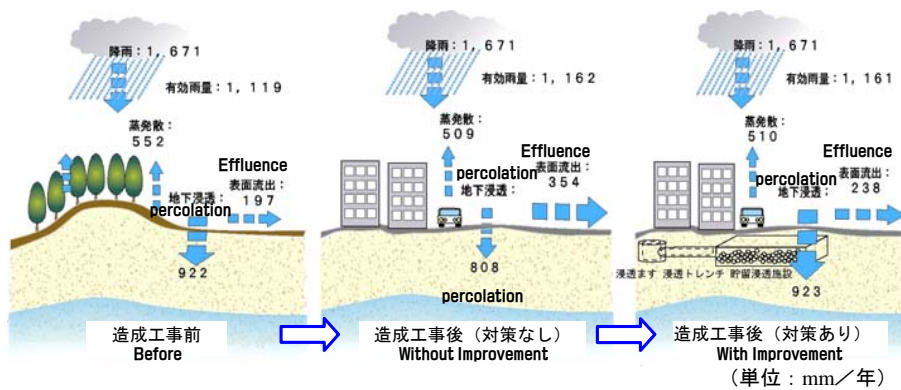 降雨：1,671
有効雨量：1,119
蒸発散：
552
Effluence
表面流出：
197
地下浸透：
percolation
922
造成工事前
Before
降雨：1,671
有効雨量：1,162
蒸発散：
509
Effluence
表面流出：
354
percolation
地下浸透：
808
percolation
造成工事後（対策なし）
Without Improvement
降雨：1,671
有効雨量：1,161
蒸発散：
510
Effluence
表面流出：
238
percolation
地下浸透：
浸透ます 浸透トレンチ 貯留浸透施設
923
造成工事後（対策あり）
With Improvement
（単位：mm／年）